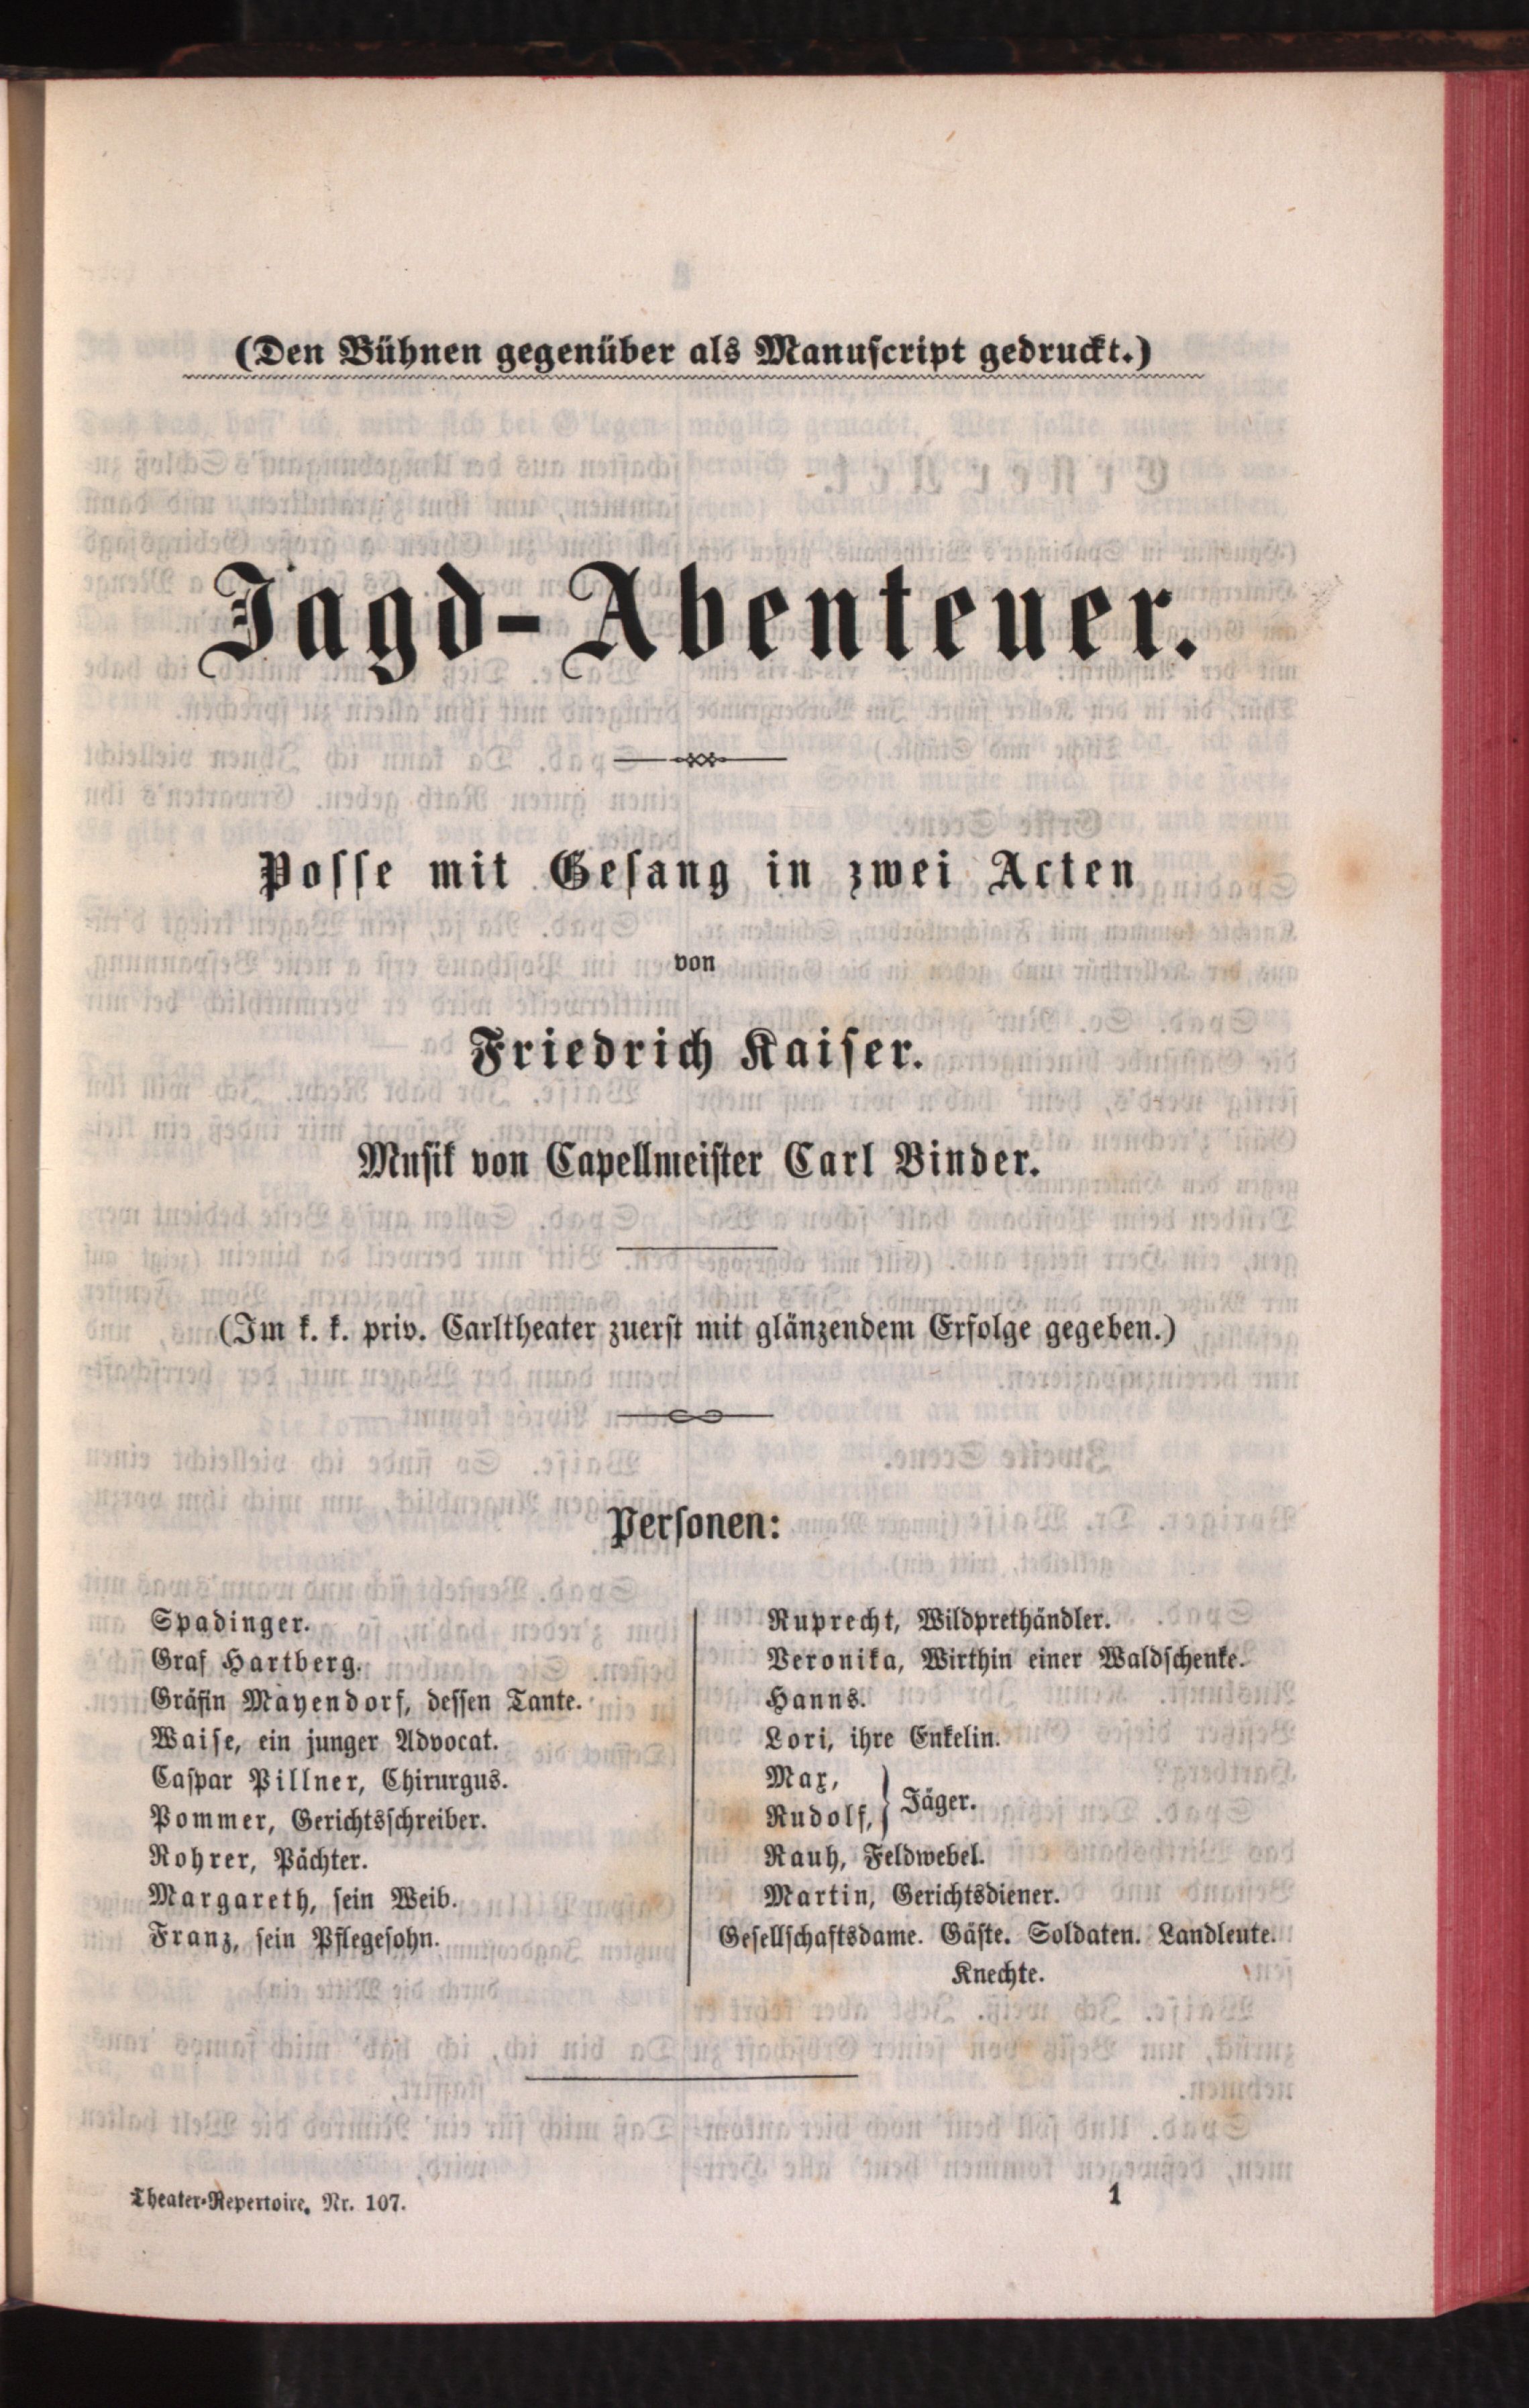 (Den Bühnen gegenüber als Manuscript gedruckt.)
Jagd-Abenteuer.
Posse mit Gesang in zwei Acten
von
Friedrich Kaiser.
Musik von Capellmeister Carl Binder.
(Im k. k. priv. Carltheater zuerst mit glänzendem Erfolge gegeben.)
Personen:
Spadinger.
Graf Hartberg.
Gräfin Mayendorf, dessen Tante.
Waise, ein junger Advocat.
Caspar Pillner, Chirurgus.
Pommer, Gerichtsschreiber.
Rohrer, Pächter.
Margareth, sein Weib.
Franz, sein Pflegesohn.
Ruprecht, Wildprethändler.
Veronika, Wirthin einer Waldschenke.
Hanns.
Lori, ihre Enkelin.
Max,
Rudolf, } Jäger.
Rauh, Feldwebel.
Martin, Gerichtsdiener.
Gesellschaftsdame. Gäste. Soldaten. Landleute.
Knechte.
Theater-Repertoire. Nr. 107.
1